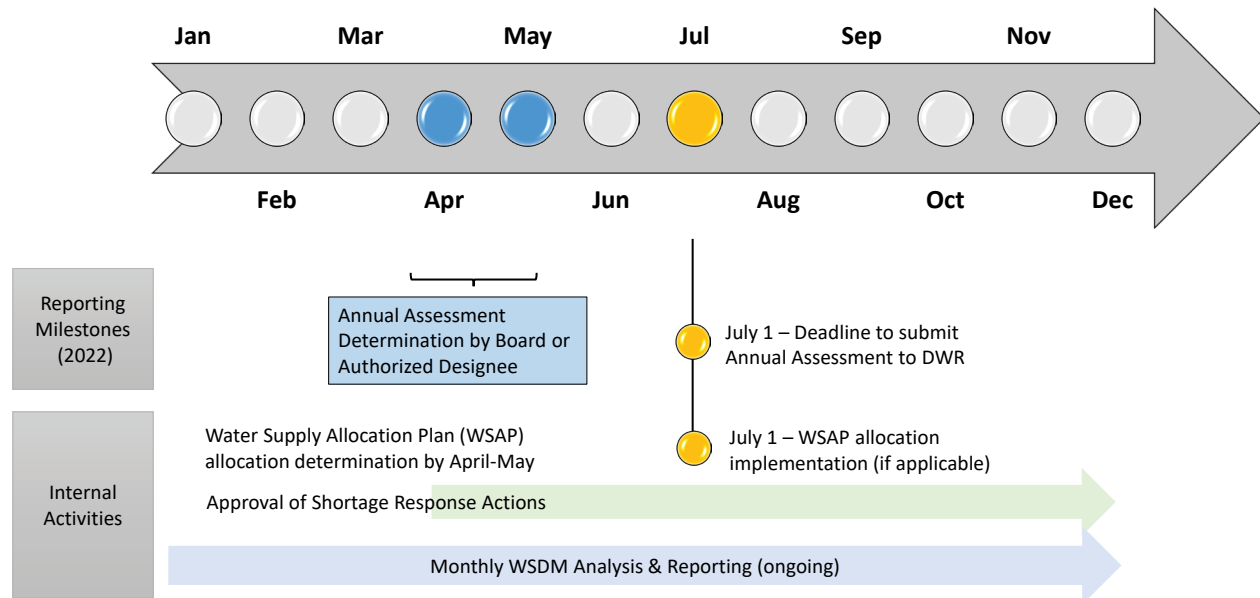 Jan Mar May Jul Sep Nov
Feb Apr Jun Aug Oct Dec
Reporting
Milestones
(2022)
Annual Assessment
Determination by Board or
Authorized Designee
July 1 – Deadline to submit
Annual Assessment to DWR
Internal
Activities
Water Supply Allocation Plan (WSAP)
allocation determination by April-May
July 1 – WSAP allocation
implementation (if applicable)
Approval of Shortage Response Actions
Monthly WSDM Analysis & Reporting (ongoing)